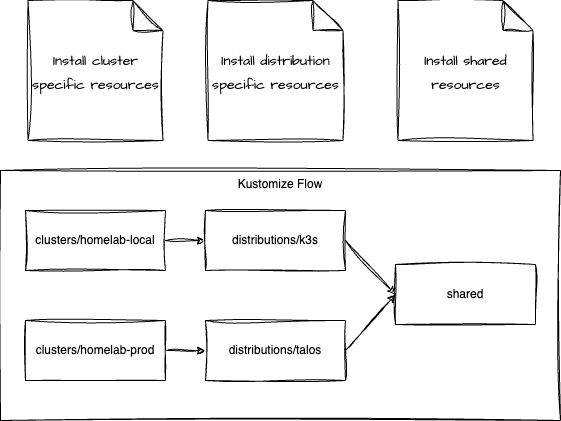 Install cluster
specific resources
Install distribution
specific resources
Install shared
resources
Kustomize Flow
clusters/homelab-local
distributions/k3s
shared
clusters/homelab-prod
distributions/talos